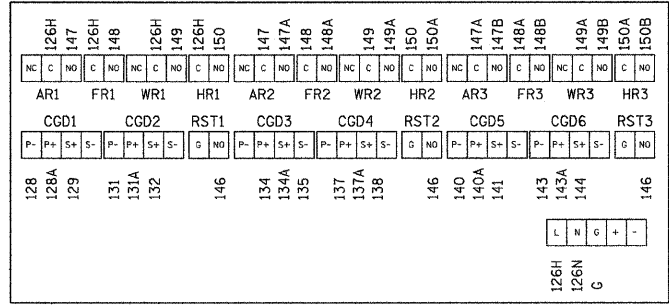 126H 147 126H 148 126H 149 126H 150 147 147A 148 148A 149 149A 150 150A 147A 147B 148A 148B 149A 149B 150A 150B
NC C NO C NO NC C NO C NO NC C NO C NO NC C NO C NO NC C NO C NO NC C NO C NO
AR1 FR1 WR1 HR1 AR2 FR2 WR2 HR2 AR3 FR3 WR3 HR3
CGD1 CGD2 RST1 CGD3 CGD4 RST2 CGD5 CGD6 RST3
P- P+ S+ S- P- P+ S+ S- G NO P- P+ S+ S- P- P+ S+ S- G NO P- P+ S+ S- P- P+ S+ S- G NO
128 128A 129 131 131A 132 146 134 134A 135 137 137A 138 146 140 140A 141 143 143A 144 146
L N G + -
126H 126N G